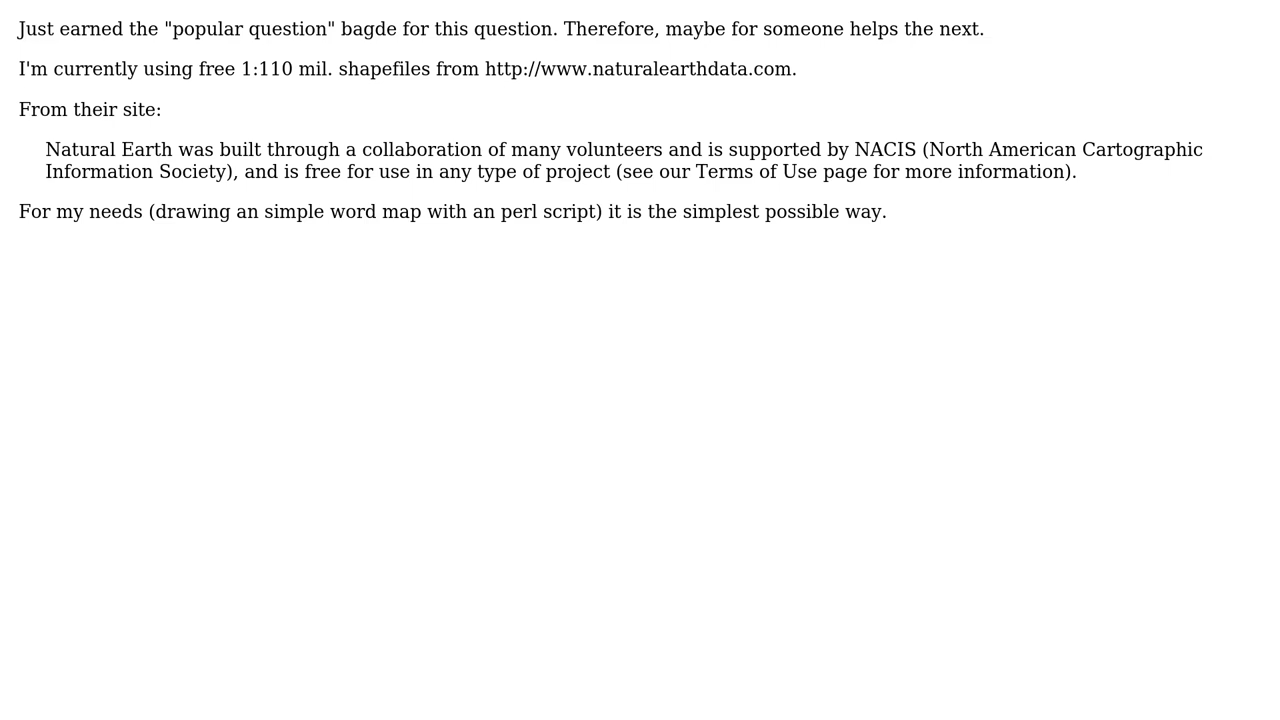 Just earned the "popular question" bagde for this question. Therefore, maybe for someone helps the next.
I'm currently using free 1:110 mil. shapefiles from http://www.naturalearthdata.com.
From their site:
Natural Earth was built through a collaboration of many volunteers and is supported by NACIS (North American Cartographic
Information Society), and is free for use in any type of project (see our Terms of Use page for more information).
For my needs (drawing an simple word map with an perl script) it is the simplest possible way.